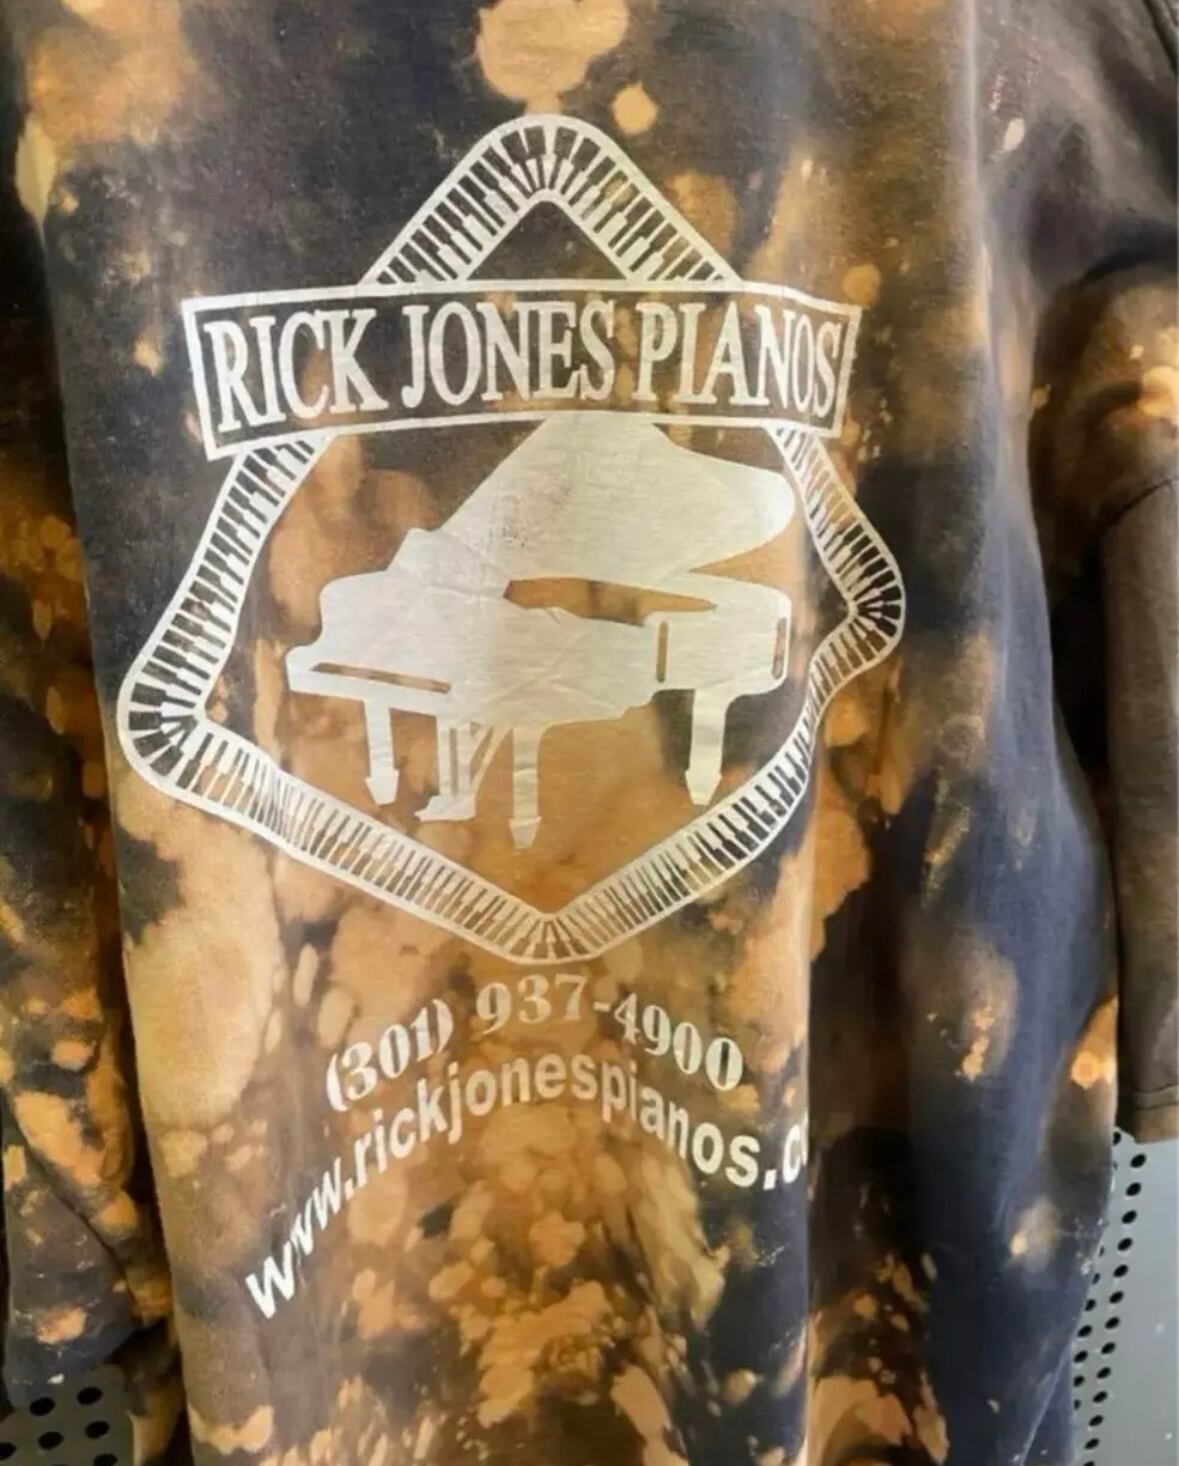 RICK JONES PIANOS
(301) 937-4900
www.rickjonespianos.c